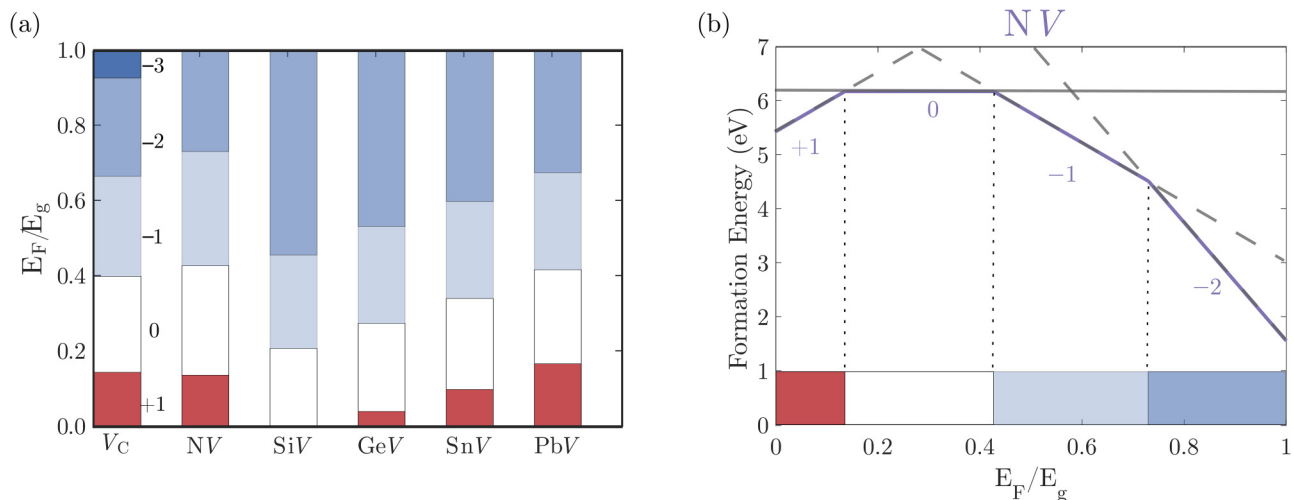 (a)
1.0
0.8
0.6
0.4
0.2
0.0
E_F/E_g
−3
−2
−1
0
+1
V_C NV SiV GeV SnV PbV
(b)
NV
7
6
5
4
3
2
1
0
Formation Energy (eV)
+1
0
−1
−2
0 0.2 0.4 0.6 0.8 1
E_F/E_g